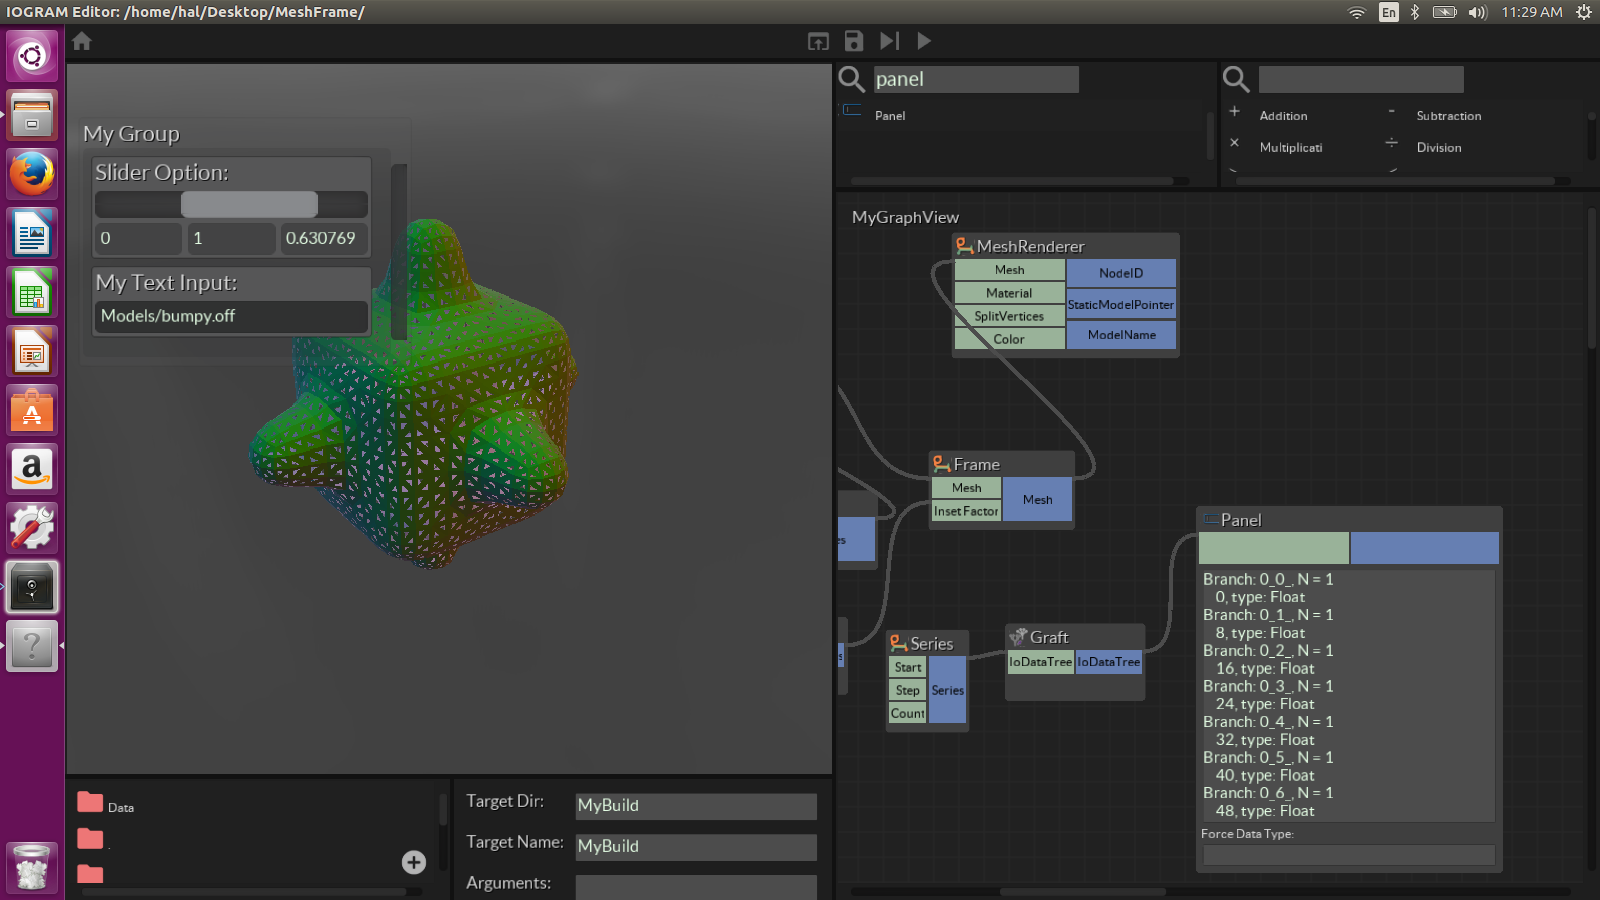 IOGRAM Editor: /home/hal/Desktop/MeshFrame/
En
11:29 AM
panel
Panel
Addition
Subtraction
Multiplicati
Division
My Group
Slider Option:
0
1
0.630769
My Text Input:
Models/bumpy.off
MyGraphView
MeshRenderer
Mesh
Material
SplitVertices
Color
NodeID
StaticModelPointer
ModelName
Frame
Mesh
InsetFactor
Mesh
es
s
Series
Start
Step
Count
Series
Graft
IoDataTree
IoDataTree
Panel
Branch: 0_0_, N = 1
0, type: Float
Branch: 0_1_, N = 1
8, type: Float
Branch: 0_2_, N = 1
16, type: Float
Branch: 0_3_, N = 1
24, type: Float
Branch: 0_4_, N = 1
32, type: Float
Branch: 0_5_, N = 1
40, type: Float
Branch: 0_6_, N = 1
48, type: Float
Force Data Type:
Data
.
Target Dir:
MyBuild
Target Name:
MyBuild
Arguments: